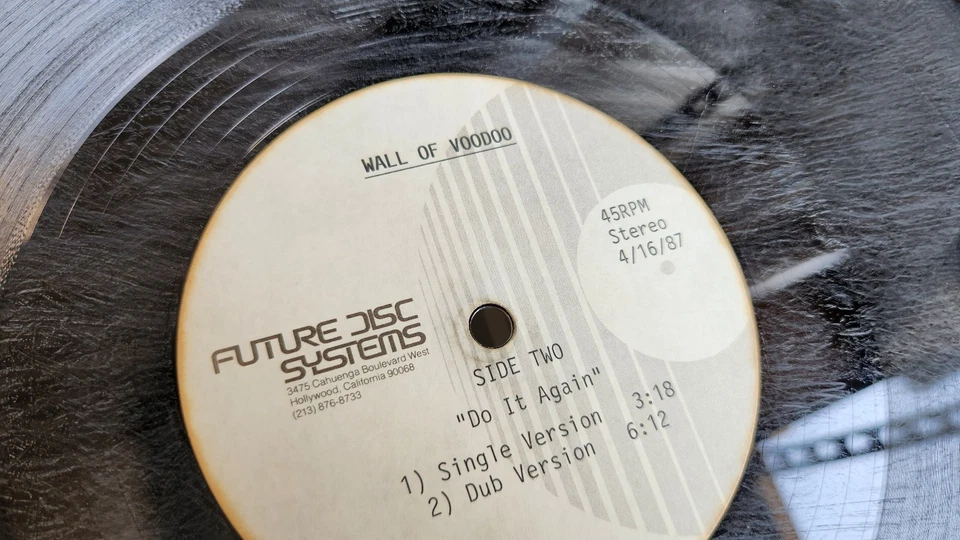 WALL OF VOODOO
45RPM
Stereo
4/16/87
FUTURE DISC
SYSTEMS
3475 Cahuenga Boulevard West
Hollywood, California 90068
(213) 876-8733
SIDE TWO
"Do It Again"
1) Single Version 3:18
2) Dub Version 6:12